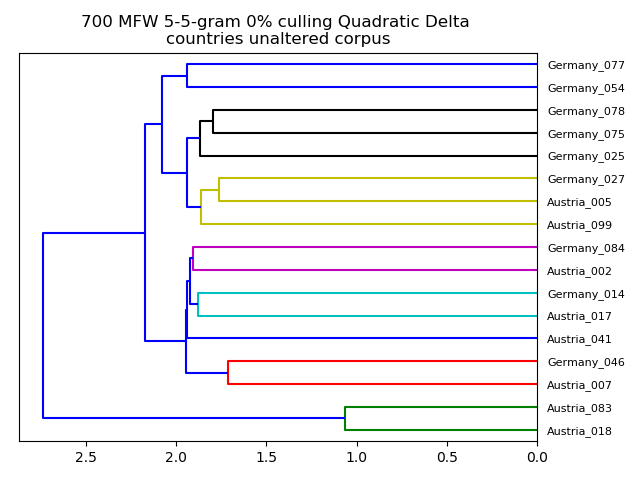 700 MFW 5-5-gram 0% culling Quadratic Delta
countries unaltered corpus
Germany_077
Germany_054
Germany_078
Germany_075
Germany_025
Germany_027
Austria_005
Austria_099
Germany_084
Austria_002
Germany_014
Austria_017
Austria_041
Germany_046
Austria_007
Austria_083
Austria_018
2.5 2.0 1.5 1.0 0.5 0.0